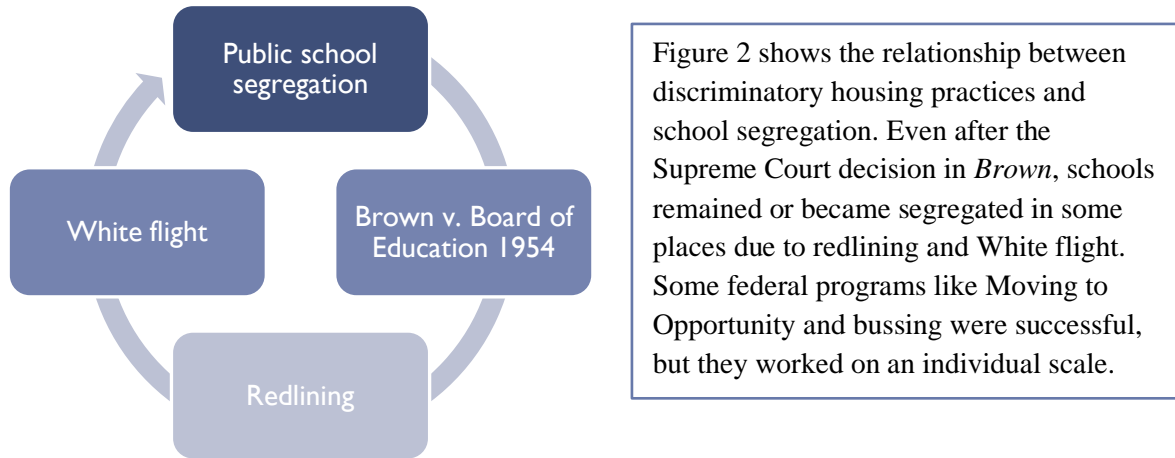 Public school
segregation
White flight
Brown v. Board of
Education 1954
Redlining
Figure 2 shows the relationship between
discriminatory housing practices and
school segregation. Even after the
Supreme Court decision in Brown, schools
remained or became segregated in some
places due to redlining and White flight.
Some federal programs like Moving to
Opportunity and bussing were successful,
but they worked on an individual scale.